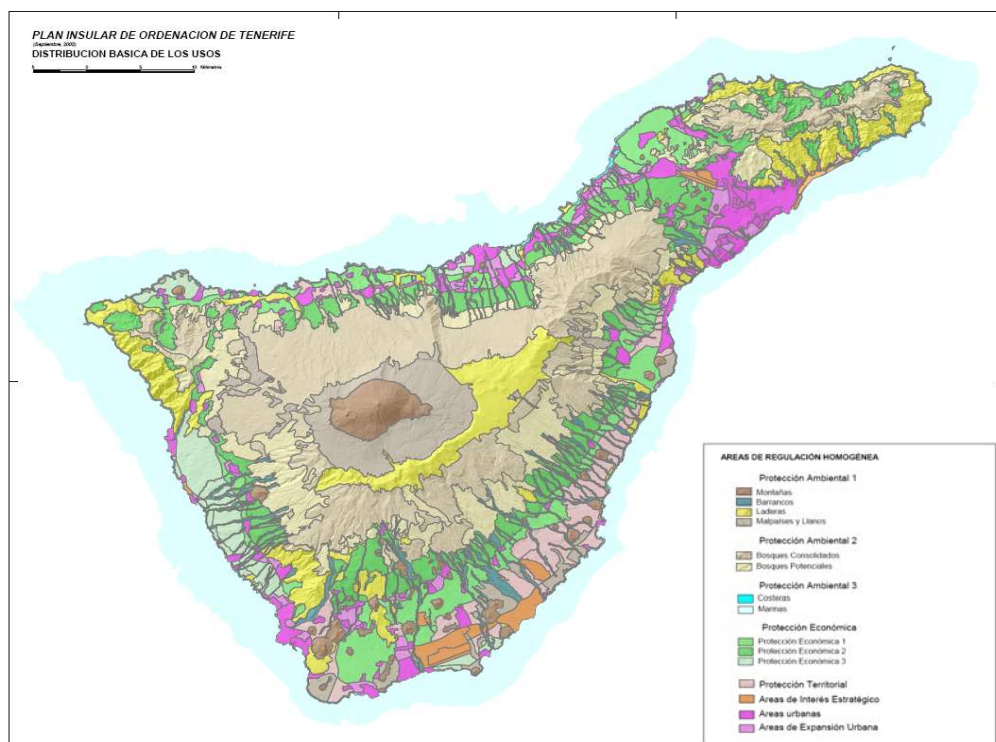 PLAN INSULAR DE ORDENACION DE TENERIFE
(Septiembre, 2002)
DISTRIBUCION BASICA DE LOS USOS
AREAS DE REGULACIÓN HOMOGÉNEA
Protección Ambiental 1
Montañas
Barrancos
Laderas
Malpaíses y Llanos
Protección Ambiental 2
Bosques Consolidados
Bosques Potenciales
Protección Ambiental 3
Costeras
Marinas
Protección Económica
Protección Económica 1
Protección Económica 2
Protección Económica 3
Protección Territorial
Areas de Interés Estratégico
Areas urbanas
Areas de Expansión Urbana